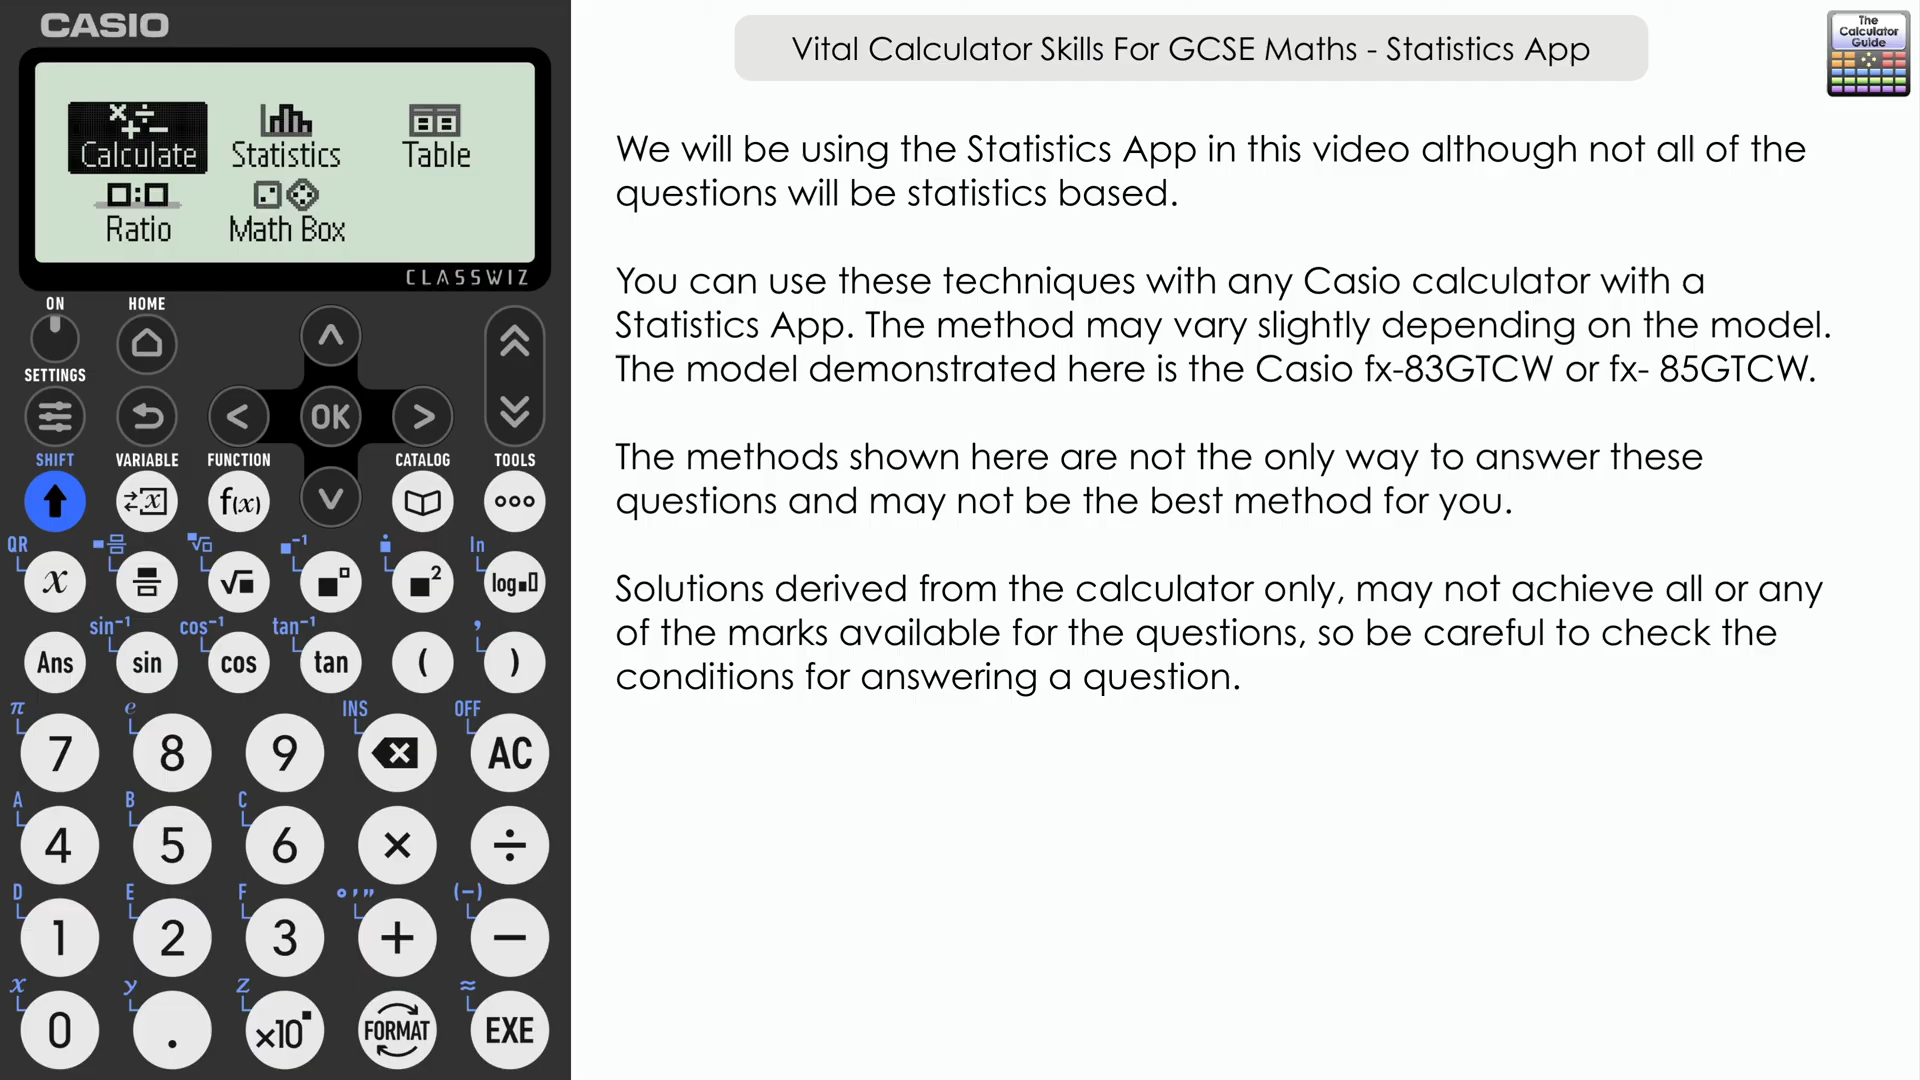 CASIO
Calculate
Statistics
Table
Ratio
Math Box
CLASSWIZ
ON
HOME
SETTINGS
OK
SHIFT
VARIABLE
FUNCTION
CATALOG
TOOLS
f(x)
QR
■⁻¹
ln
x
√■
■²
log■□
sin⁻¹
cos⁻¹
tan⁻¹
,
Ans
sin
cos
tan
(
)
π
e
INS
OFF
7
8
9
AC
A
B
C
4
5
6
×
÷
D
E
F
° ′ ″
(−)
1
2
3
+
−
x
y
z
≈
0
.
×10■
FORMAT
EXE
Vital Calculator Skills For GCSE Maths - Statistics App
The
Calculator
Guide
We will be using the Statistics App in this video although not all of the
questions will be statistics based.
You can use these techniques with any Casio calculator with a
Statistics App. The method may vary slightly depending on the model.
The model demonstrated here is the Casio fx-83GTCW or fx- 85GTCW.
The methods shown here are not the only way to answer these
questions and may not be the best method for you.
Solutions derived from the calculator only, may not achieve all or any
of the marks available for the questions, so be careful to check the
conditions for answering a question.